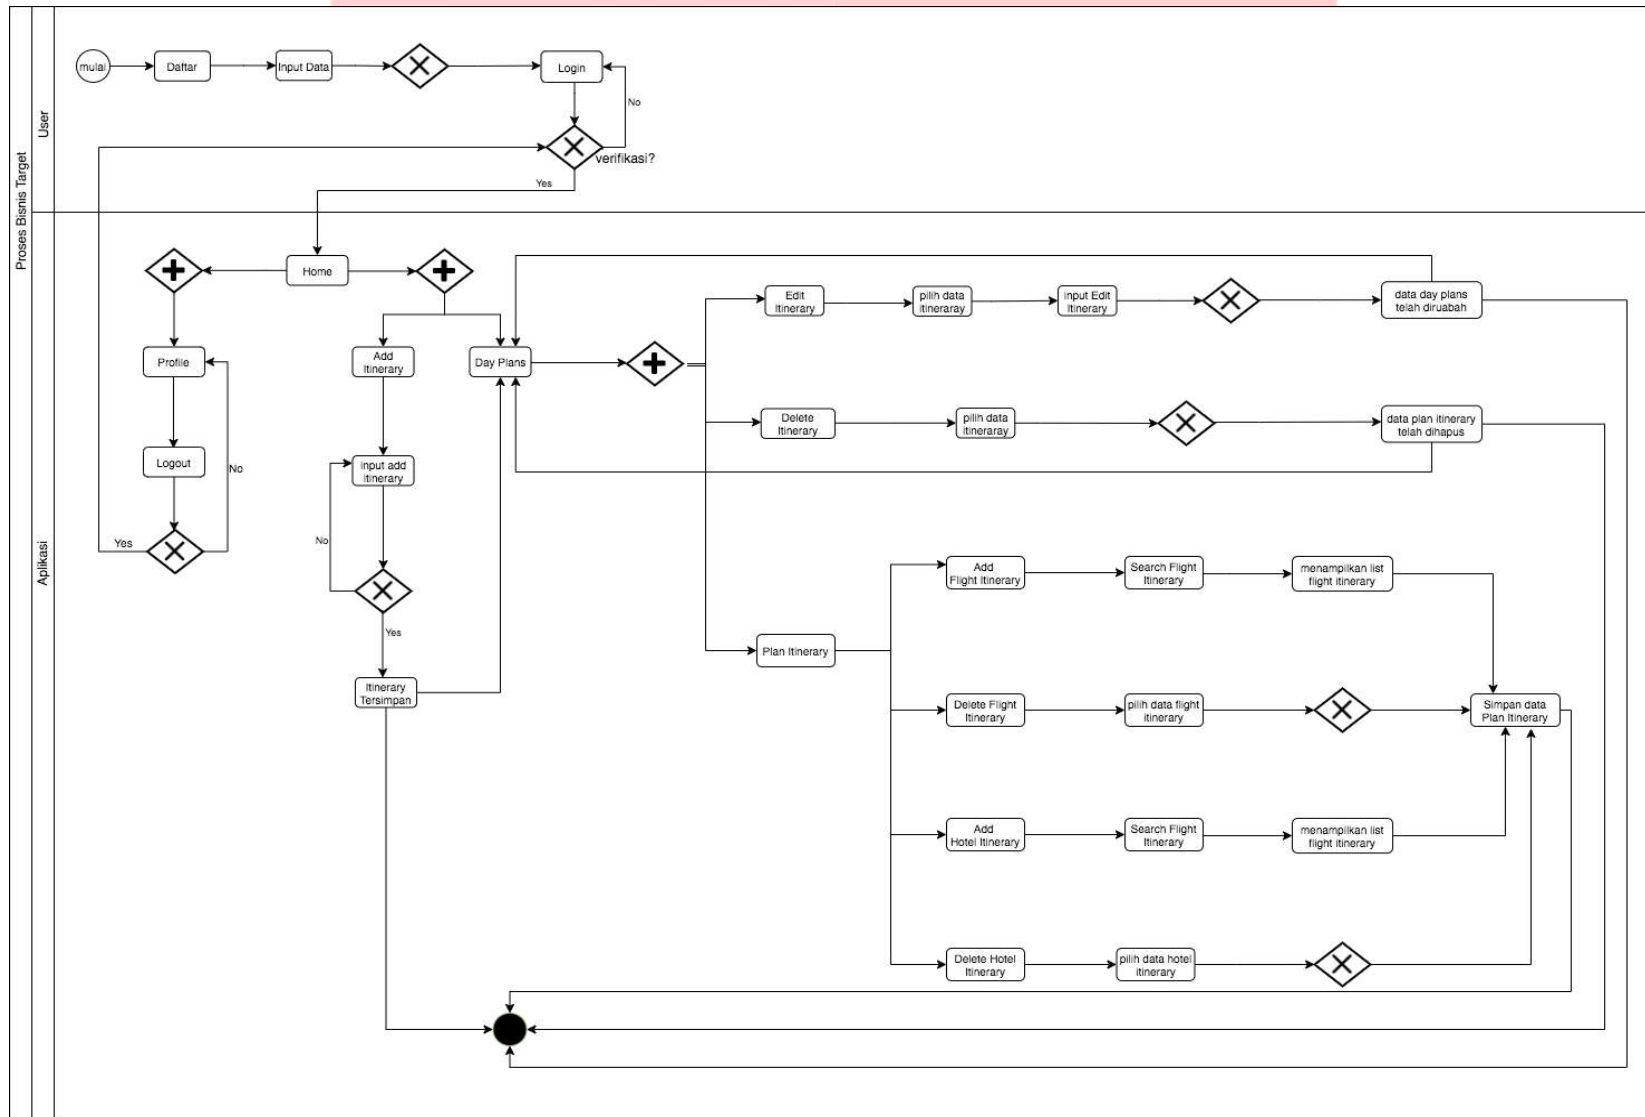 Proses Bisnis Target
User
mulai
Daftar
Input Data
Login
No
verifikasi?
Yes
Aplikasi
Home
Profile
Logout
No
Yes
Add
Itinerary
input add
Itinerary
No
Yes
Itinerary
Tersimpan
Day Plans
Edit
Itinerary
pilih data
itineraray
input Edit
Itinerary
data day plans
telah diruabah
Delete
Itinerary
pilih data
itineraray
data plan itinerary
telah dihapus
Plan Itinerary
Add
Flight Itinerary
Search Flight
Itinerary
menampilkan list
flight itinerary
Delete Flight
Itinerary
pilih data flight
itinerary
Simpan data
Plan Itinerary
Add
Hotel Itinerary
Search Flight
Itinerary
menampilkan list
flight itinerary
Delete Hotel
Itinerary
pilih data hotel
itinerary